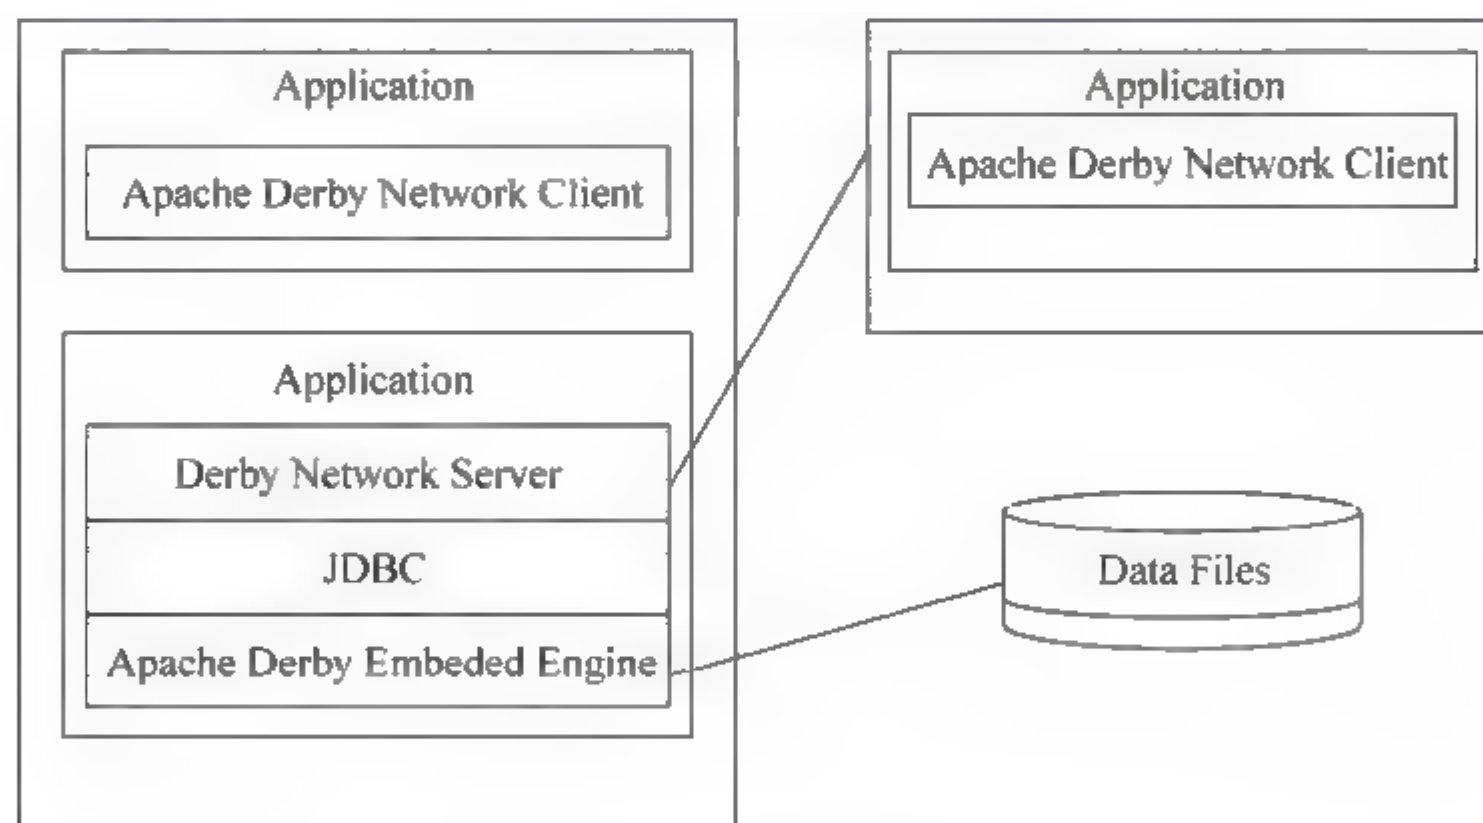 Application
Apache Derby Network Client
Application
Derby Network Server
JDBC
Apache Derby Embeded Engine
Application
Apache Derby Network Client
Data Files